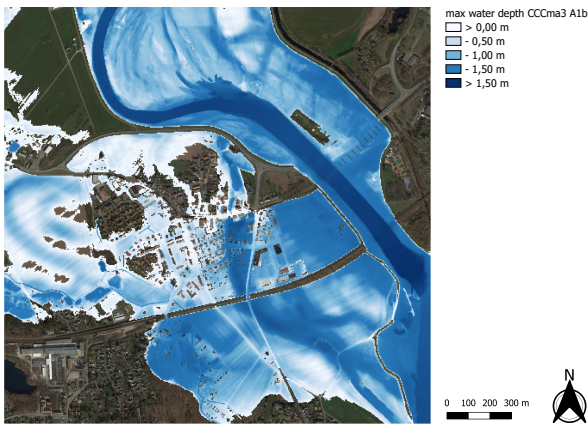 max water depth CCCma3 A1b
> 0,00 m
- 0,50 m
- 1,00 m
- 1,50 m
> 1,50 m
N
0 100 200 300 m